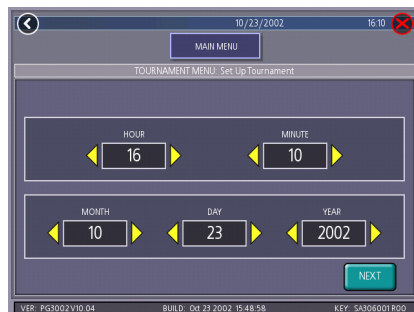 10/23/2002 16:10
MAIN MENU
TOURNAMENT MENU: Set Up Tournament
HOUR MINUTE
16 10
MONTH DAY YEAR
10 23 2002
NEXT
VER: PG3002 V10.04 BUILD: Oct 23 2002 15:48:58 KEY: SA306001 R00